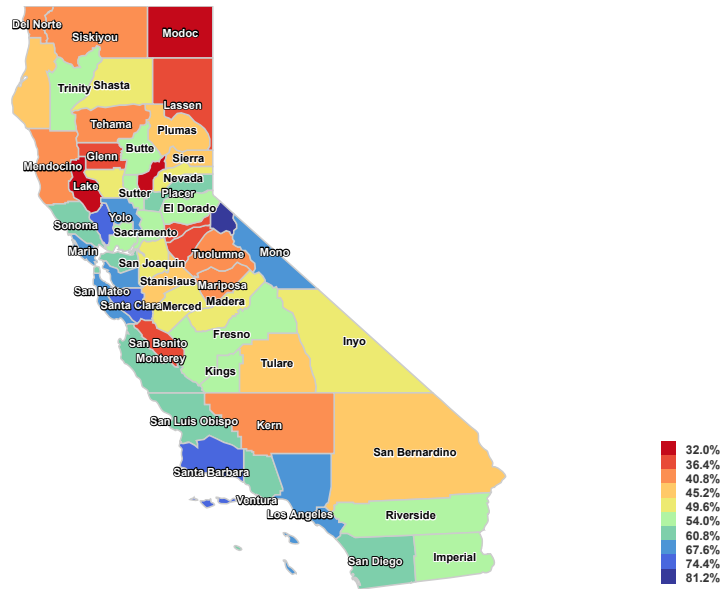 Del Norte
Siskiyou
Modoc
Trinity
Shasta
Lassen
Tehama
Plumas
Butte
Glenn
Sierra
Mendocino
Nevada
Lake
Sutter
Placer
El Dorado
Yolo
Sonoma
Sacramento
Marin
Mono
Tuolumne
San Joaquin
Stanislaus
Mariposa
San Mateo
Santa Clara
Merced
Madera
Fresno
Inyo
San Benito
Monterey
Tulare
Kings
San Luis Obispo
Kern
San Bernardino
Santa Barbara
Ventura
Los Angeles
Riverside
San Diego
Imperial
32.0%
36.4%
40.8%
45.2%
49.6%
54.0%
60.8%
67.6%
74.4%
81.2%